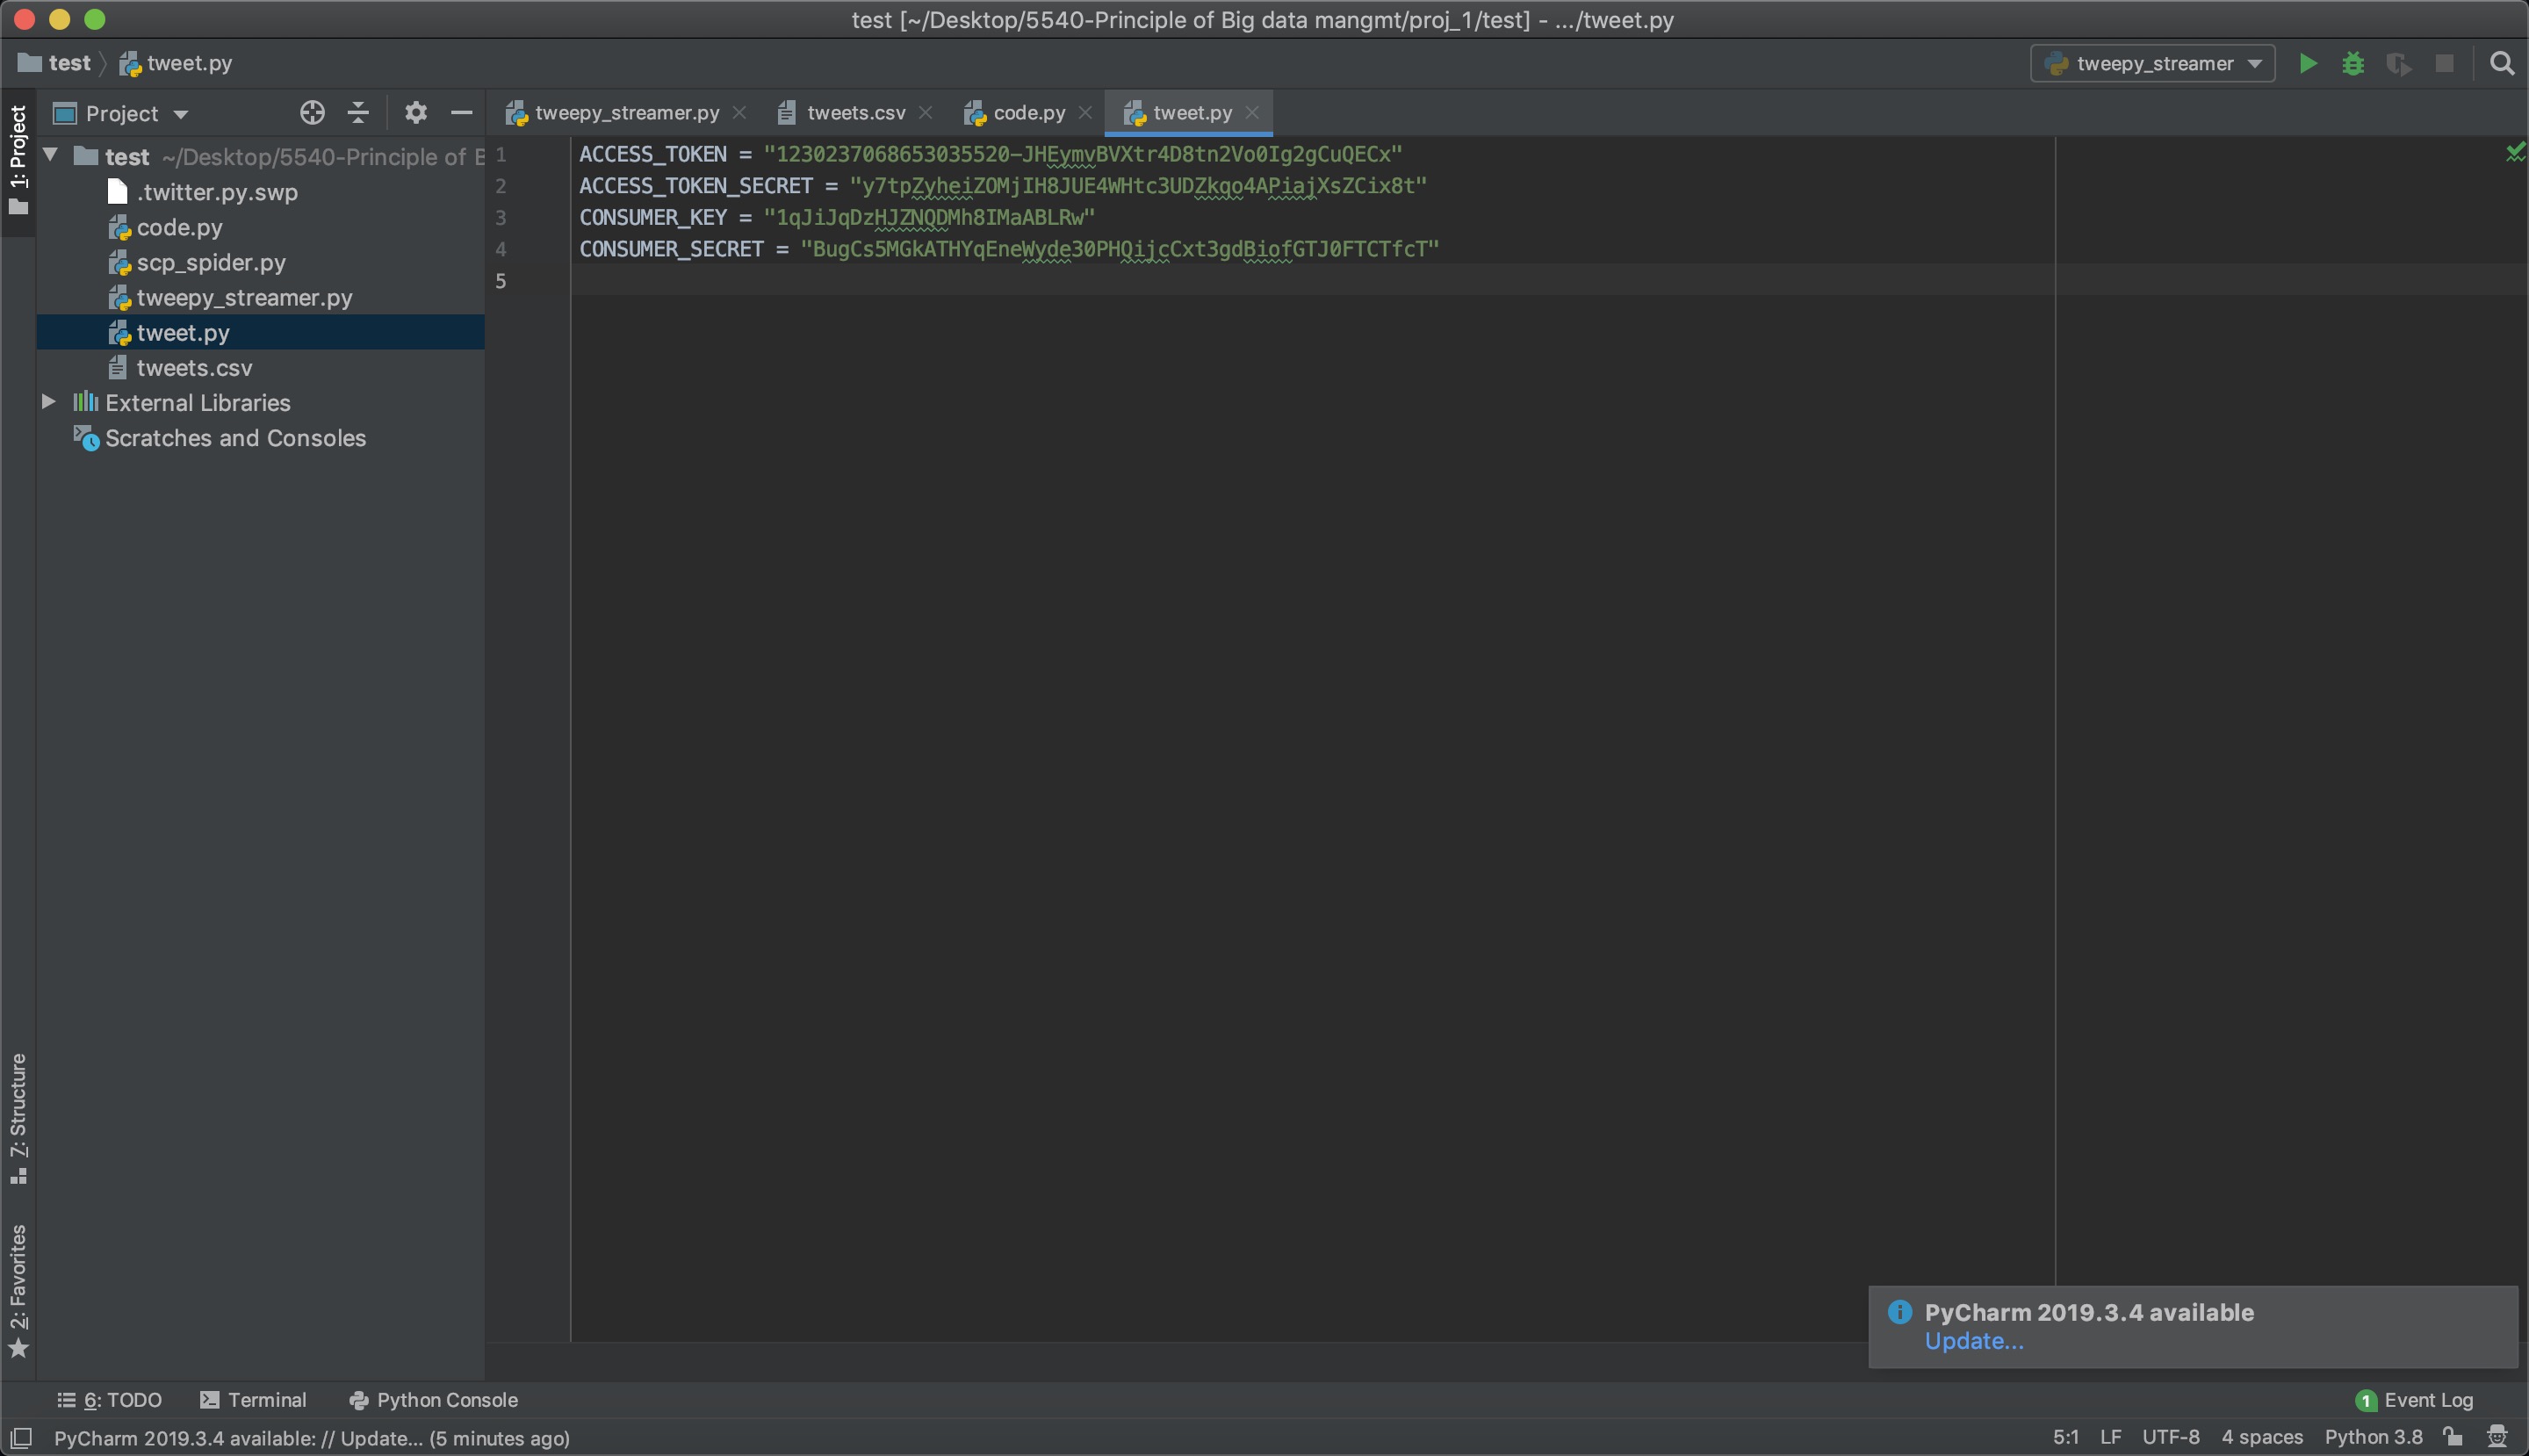 test [~/Desktop/5540-Principle of Big data mangmt/proj_1/test] - .../tweet.py
test tweet.py
tweepy_streamer
Project
tweepy_streamer.py
tweets.csv
code.py
tweet.py
1: Project
test ~/Desktop/5540-Principle of B
.twitter.py.swp
code.py
scp_spider.py
tweepy_streamer.py
tweet.py
tweets.csv
External Libraries
Scratches and Consoles
1 ACCESS_TOKEN = "1230237068653035520-JHEymvBVXtr4D8tn2Vo0Ig2gCuQECx"
2 ACCESS_TOKEN_SECRET = "y7tpZyheiZOMjIH8JUE4WHtc3UDZkqo4APiajXsZCix8t"
3 CONSUMER_KEY = "1qJiJqDzHJZNQDMh8IMaABLRw"
4 CONSUMER_SECRET = "BugCs5MGkATHYqEneWyde30PHQijcCxt3gdBiofGTJ0FTCTfcT"
5
7: Structure
2: Favorites
PyCharm 2019.3.4 available
Update...
6: TODO
Terminal
Python Console
1 Event Log
PyCharm 2019.3.4 available: // Update... (5 minutes ago)
5:1 LF UTF-8 4 spaces Python 3.8